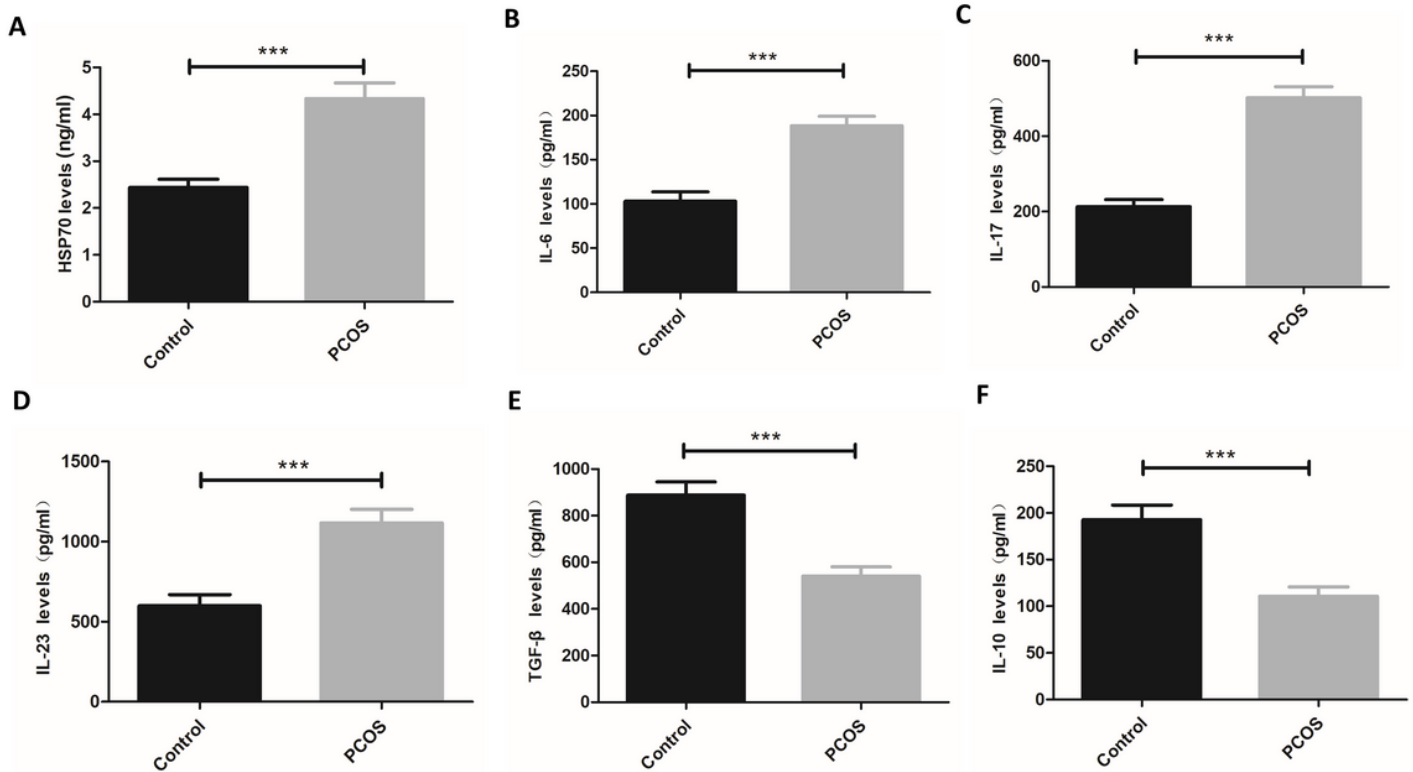 A
HSP70 levels (ng/ml)
5
4
3
2
1
0
***
Control
PCOS
B
IL-6 levels（pg/ml）
250
200
150
100
50
0
***
Control
PCOS
C
IL-17 levels（pg/ml）
600
400
200
0
***
Control
PCOS
D
IL-23 levels（pg/ml）
1500
1000
500
0
***
Control
PCOS
E
TGF-β levels（pg/ml）
1000
800
600
400
200
0
***
Control
PCOS
F
IL-10 levels（pg/ml）
250
200
150
100
50
0
***
Control
PCOS